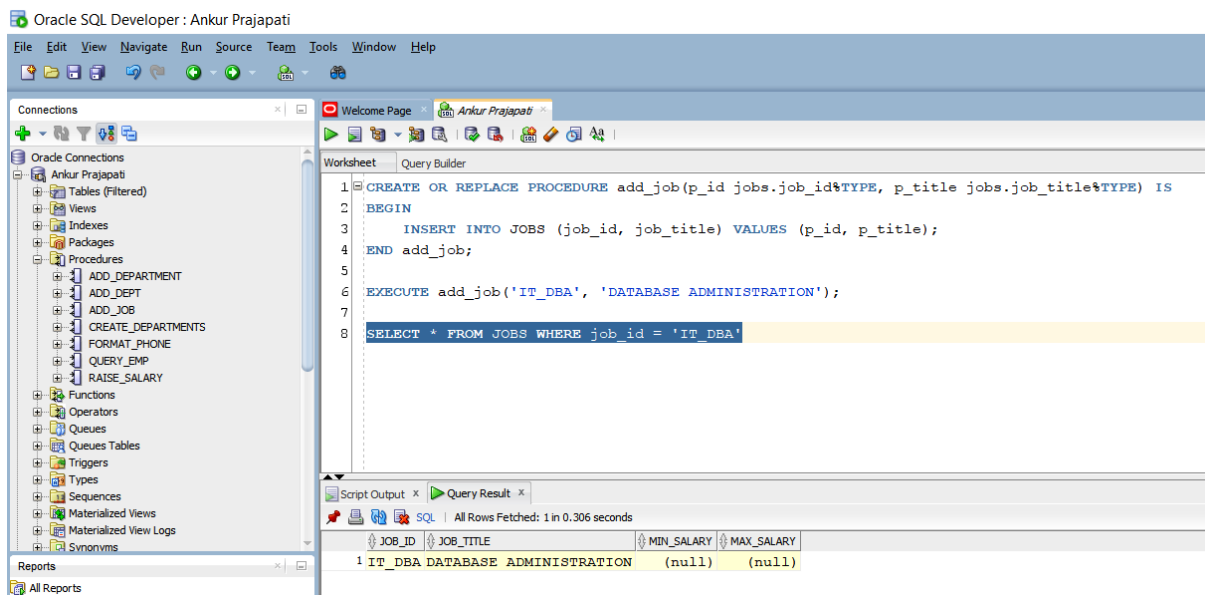 Oracle SQL Developer : Ankur Prajapati
File Edit View Navigate Run Source Team Tools Window Help
Connections
Oracle Connections
Ankur Prajapati
Tables (Filtered)
Views
Indexes
Packages
Procedures
ADD_DEPARTMENT
ADD_DEPT
ADD_JOB
CREATE_DEPARTMENTS
FORMAT_PHONE
QUERY_EMP
RAISE_SALARY
Functions
Operators
Queues
Queues Tables
Triggers
Types
Sequences
Materialized Views
Materialized View Logs
Synonyms
Reports
All Reports
Welcome Page Ankur Prajapati
Worksheet Query Builder
1 CREATE OR REPLACE PROCEDURE add_job(p_id jobs.job_id%TYPE, p_title jobs.job_title%TYPE) IS
2 BEGIN
3 INSERT INTO JOBS (job_id, job_title) VALUES (p_id, p_title);
4 END add_job;
5
6 EXECUTE add_job('IT_DBA', 'DATABASE ADMINISTRATION');
7
8 SELECT * FROM JOBS WHERE job_id = 'IT_DBA'
Script Output x Query Result x
SQL | All Rows Fetched: 1 in 0.306 seconds
JOB_ID JOB_TITLE MIN_SALARY MAX_SALARY
1 IT_DBA DATABASE ADMINISTRATION (null) (null)